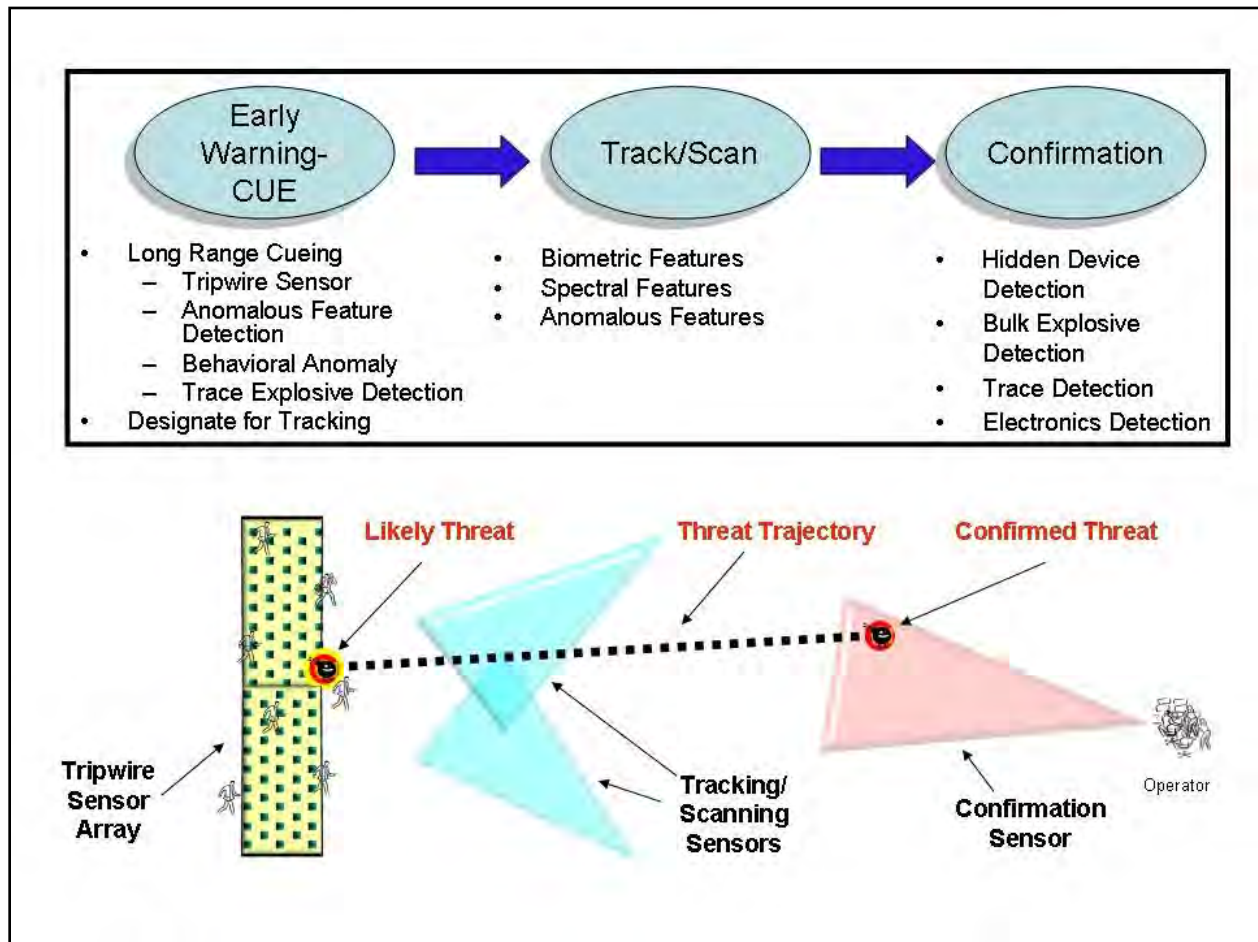 Early
Warning-
CUE
Track/Scan
Confirmation
• Long Range Cueing
– Tripwire Sensor
– Anomalous Feature
Detection
– Behavioral Anomaly
– Trace Explosive Detection
• Designate for Tracking
• Biometric Features
• Spectral Features
• Anomalous Features
• Hidden Device
Detection
• Bulk Explosive
Detection
• Trace Detection
• Electronics Detection
Likely Threat
Threat Trajectory
Confirmed Threat
Tripwire
Sensor
Array
Tracking/
Scanning
Sensors
Confirmation
Sensor
Operator